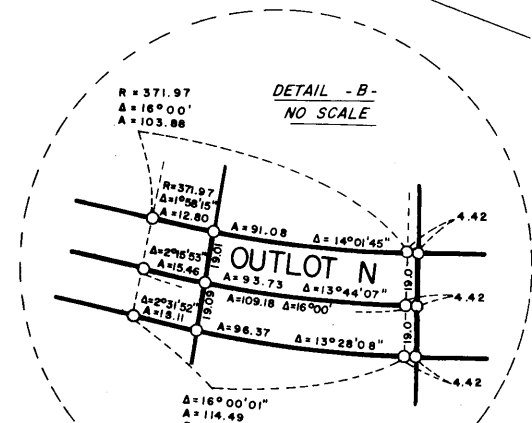 DETAIL -B-
NO SCALE
R = 371.97
Δ = 16°00'
A = 103.88
R=371.97
Δ=1°58'15"
A = 12.80
A = 91.08
Δ = 14°01'45"
4.42
19.01
OUTLOT N
19.0
Δ=2°15'53"
A=15.46
A = 93.73
Δ=13°44'07"
A=109.18
Δ=16°00'
4.42
19.09
19.0
Δ=2°31'52"
A=18.11
A = 96.37
Δ = 13°28'08"
4.42
Δ=16°00'01"
A = 114.49